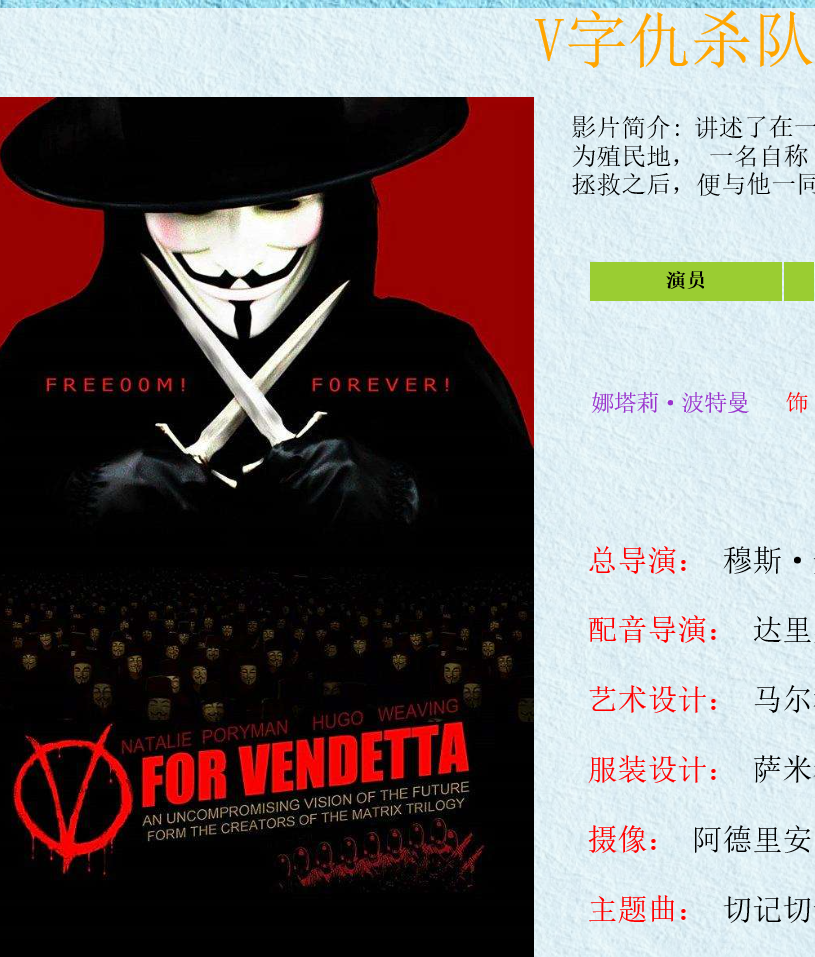 V字仇杀队
影片简介: 讲述了在一
为殖民地， 一名自称
拯救之后，便与他一同
演员
娜塔莉·波特曼 饰
总导演： 穆斯·
配音导演： 达里
艺术设计： 马尔
服装设计： 萨米
摄像： 阿德里安
主题曲： 切记切
FREE00M! F0REVER!
NATALIE PORYMAN HUGO WEAVING
V FOR VENDETTA
AN UNCOMPROMISING VISION OF THE FUTURE
FORM THE CREATORS OF THE MATRIX TRILOGY